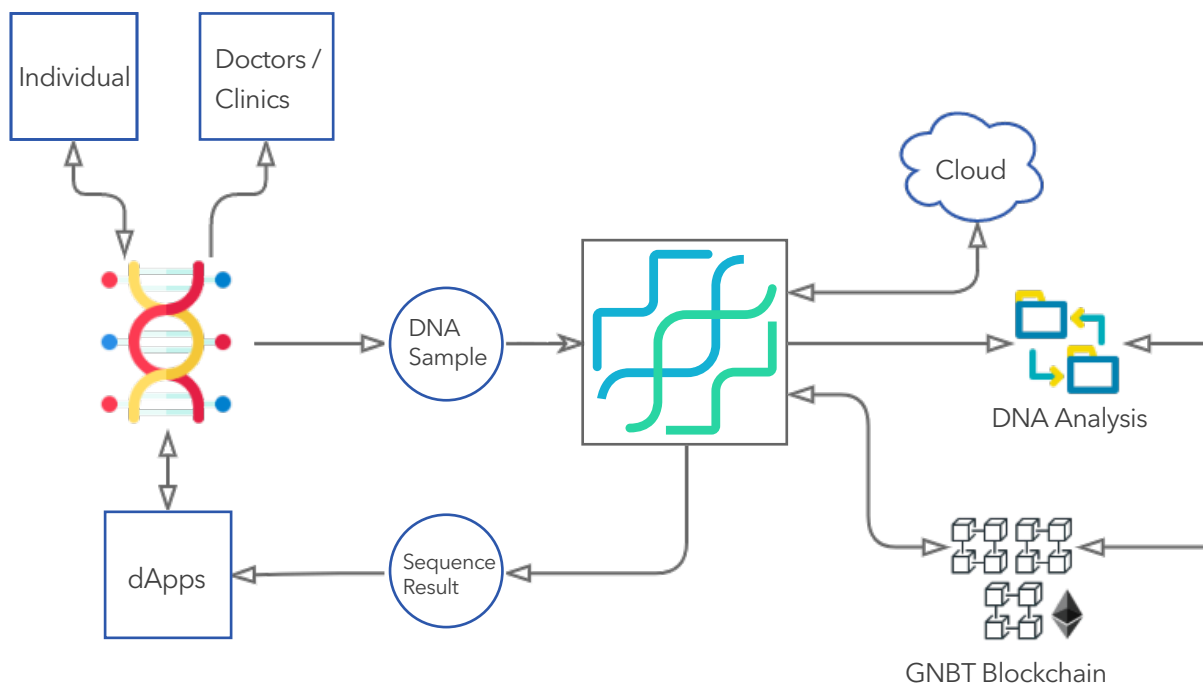 Individual
Doctors /
Clinics
Cloud
DNA
Sample
DNA Analysis
dApps
Sequence
Result
GNBT Blockchain